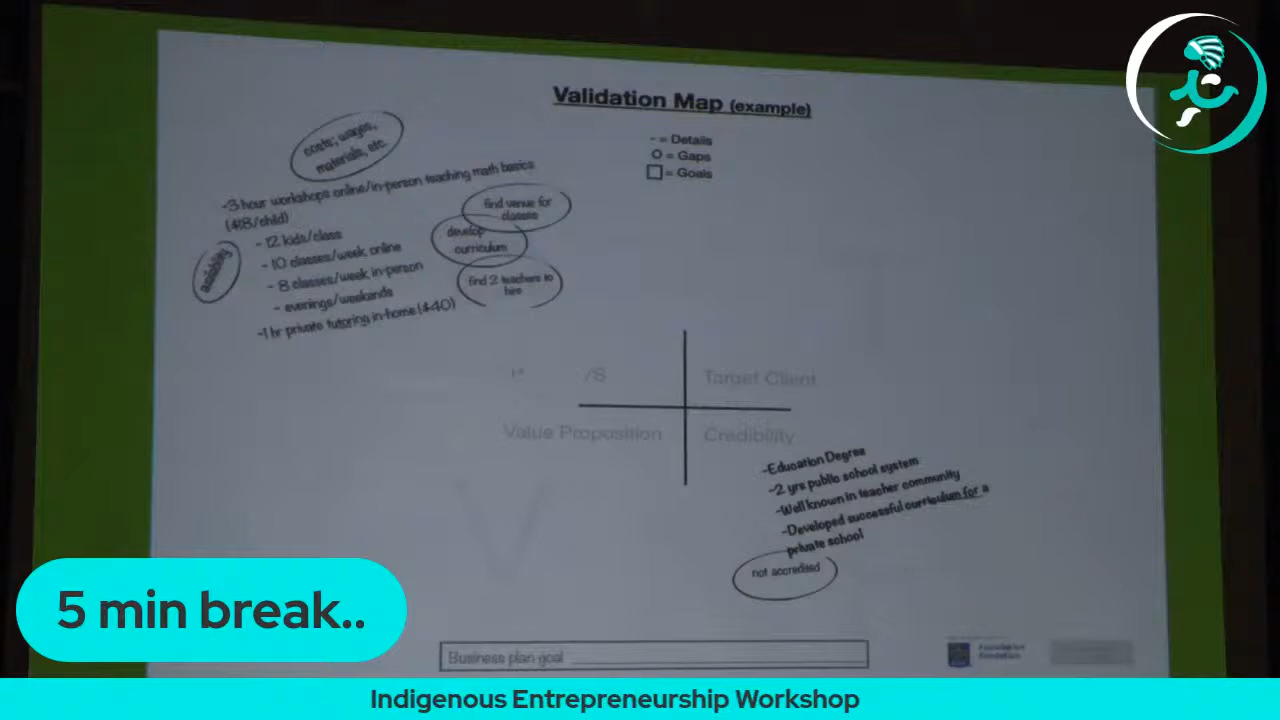 Validation Map (example)
- = Details
O = Gaps
= Goals
costs; wages,
materials, etc.
-3 hour workshops online/in-person teaching math basics
($18/child)
- 12 kids/class
- 10 classes/week online
- 8 classes/week in-person
- evenings/weekends
-1 hr private tutoring in-home ($40)
availability
find venue for
classes
develop
curriculum
find 2 teachers to
hire
/S
Target Client
Value Proposition
Credibility
-Education Degree
-2 yrs public school system
-Well known in teacher community
-Developed successful curriculum for a
private school
not accredited
Business plan goal
5 min break..
Indigenous Entrepreneurship Workshop